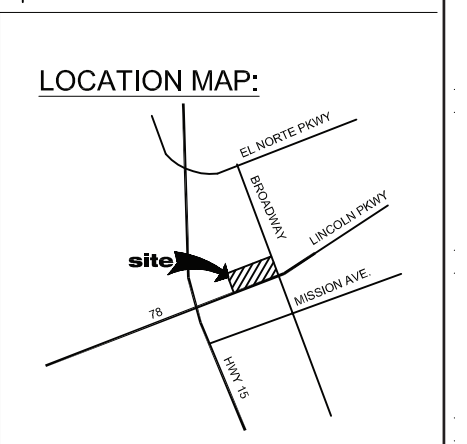 LOCATION MAP:
EL NORTE PKWY
BROADWAY
LINCOLN PKWY
site
MISSION AVE.
78
HWY 15